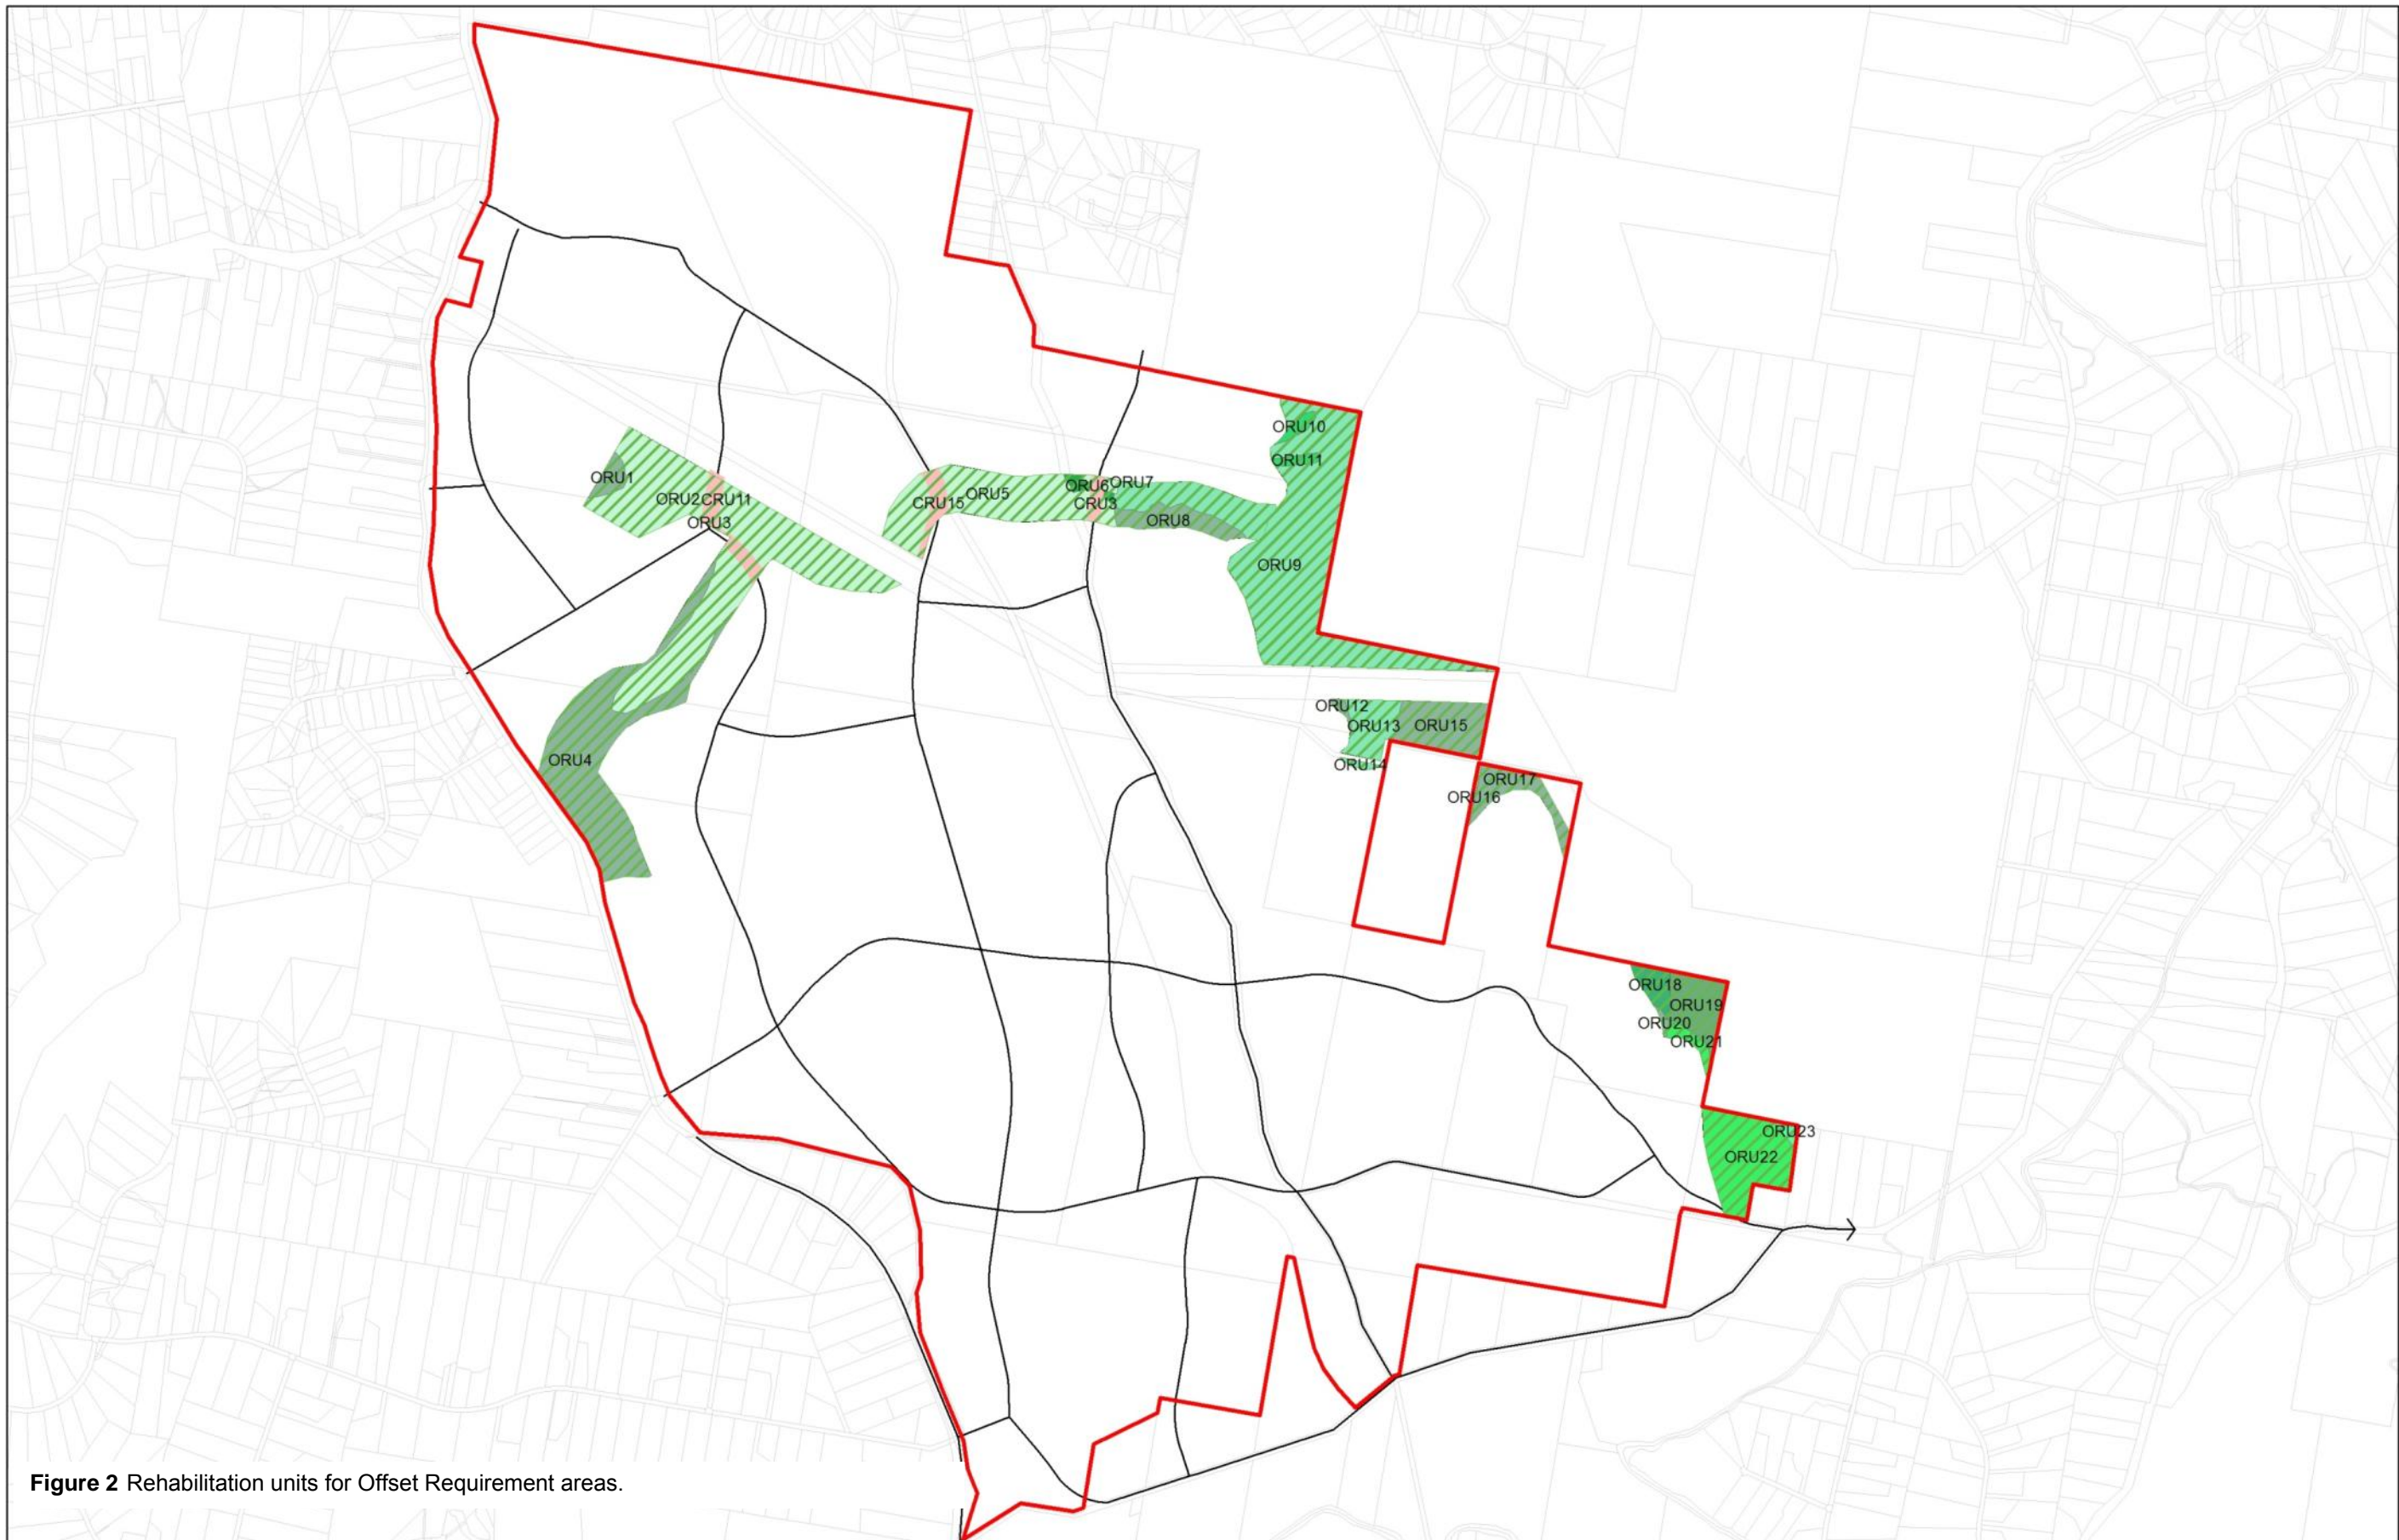 ORU10
ORU11
ORU1
ORU2
CRU11
ORU3
CRU15
ORU5
ORU6
ORU7
CRU3
ORU8
ORU9
ORU4
ORU12
ORU13
ORU15
ORU14
ORU17
ORU16
ORU18
ORU19
ORU20
ORU21
ORU23
ORU22
Figure 2 Rehabilitation units for Offset Requirement areas.